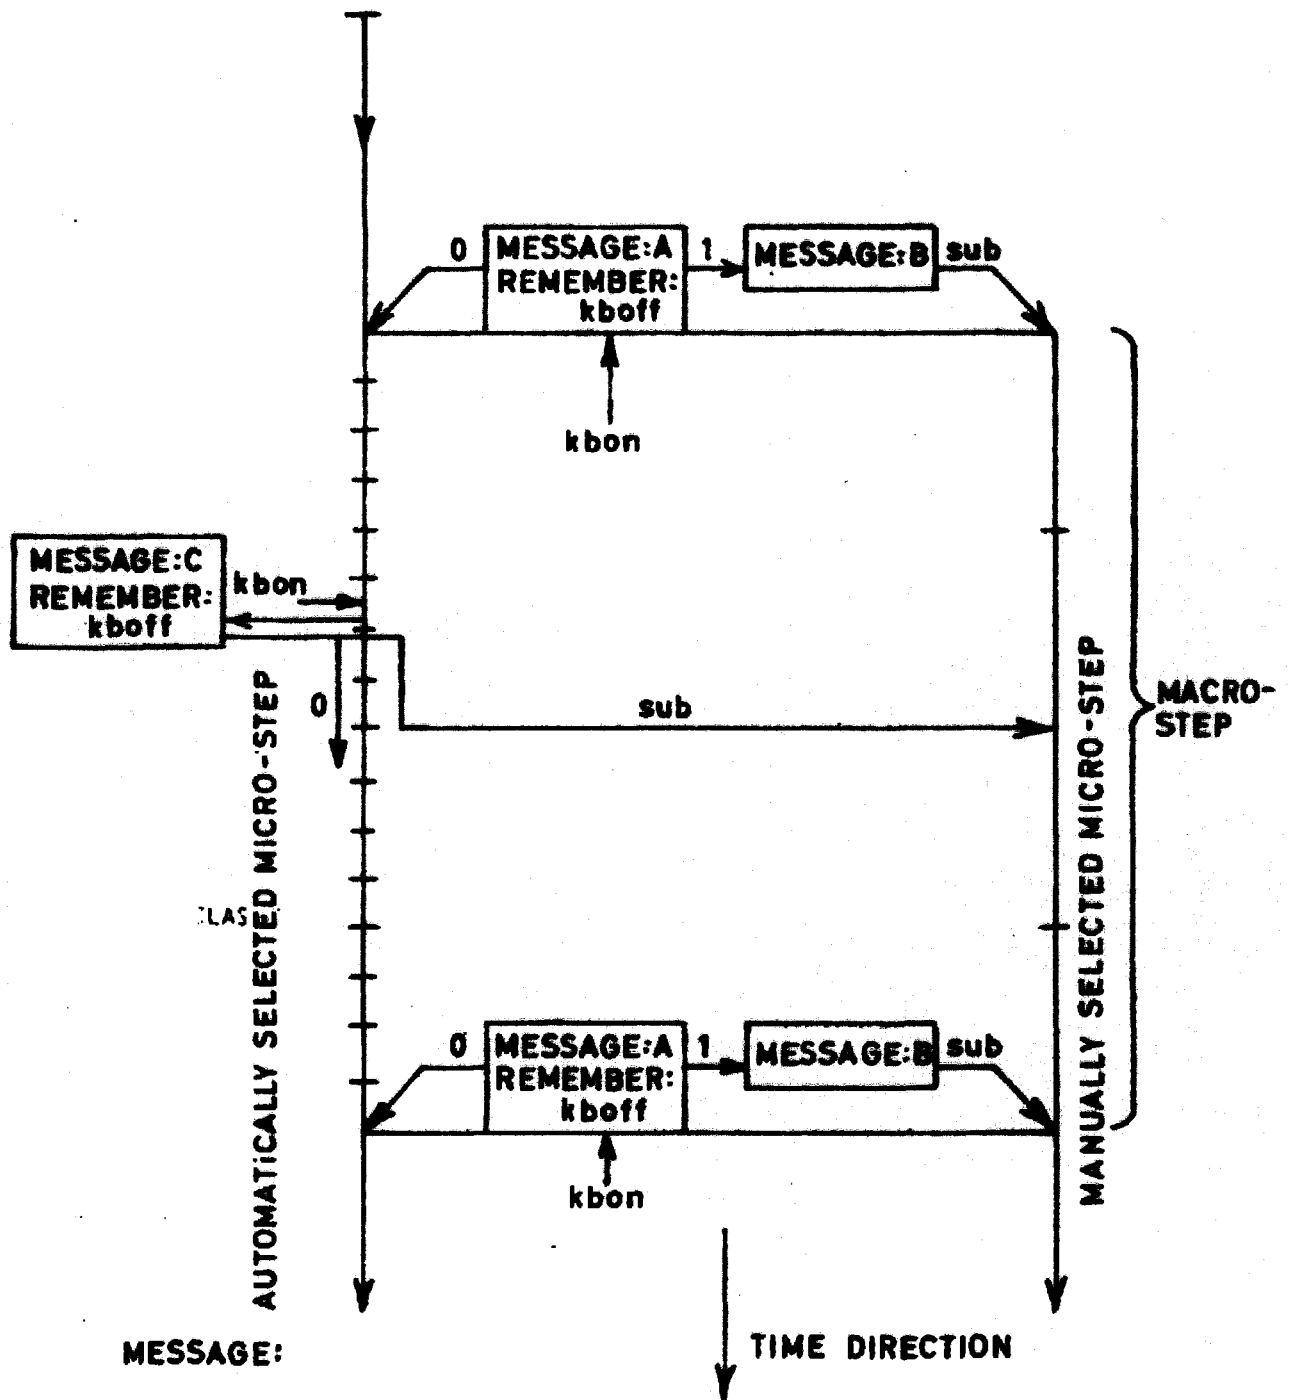 0
MESSAGE:A
REMEMBER:
kboff
1
MESSAGE:B
sub
kbon
MESSAGE:C
REMEMBER:
kboff
kbon
0
sub
AUTOMATICALLY SELECTED MICRO-STEP
MANUALLY SELECTED MICRO-STEP
MACRO-
STEP
0
MESSAGE:A
REMEMBER:
kboff
1
MESSAGE:B
sub
kbon
MESSAGE:
TIME DIRECTION